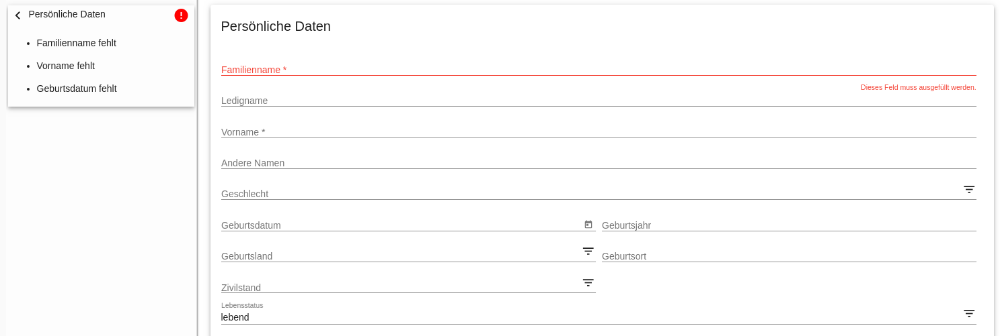 Persönliche Daten
Familienname fehlt
Vorname fehlt
Geburtsdatum fehlt
Persönliche Daten
Familienname *
Dieses Feld muss ausgefüllt werden.
Ledigname
Vorname *
Andere Namen
Geschlecht
Geburtsdatum
Geburtsjahr
Geburtsland
Geburtsort
Zivilstand
Lebensstatus
lebend